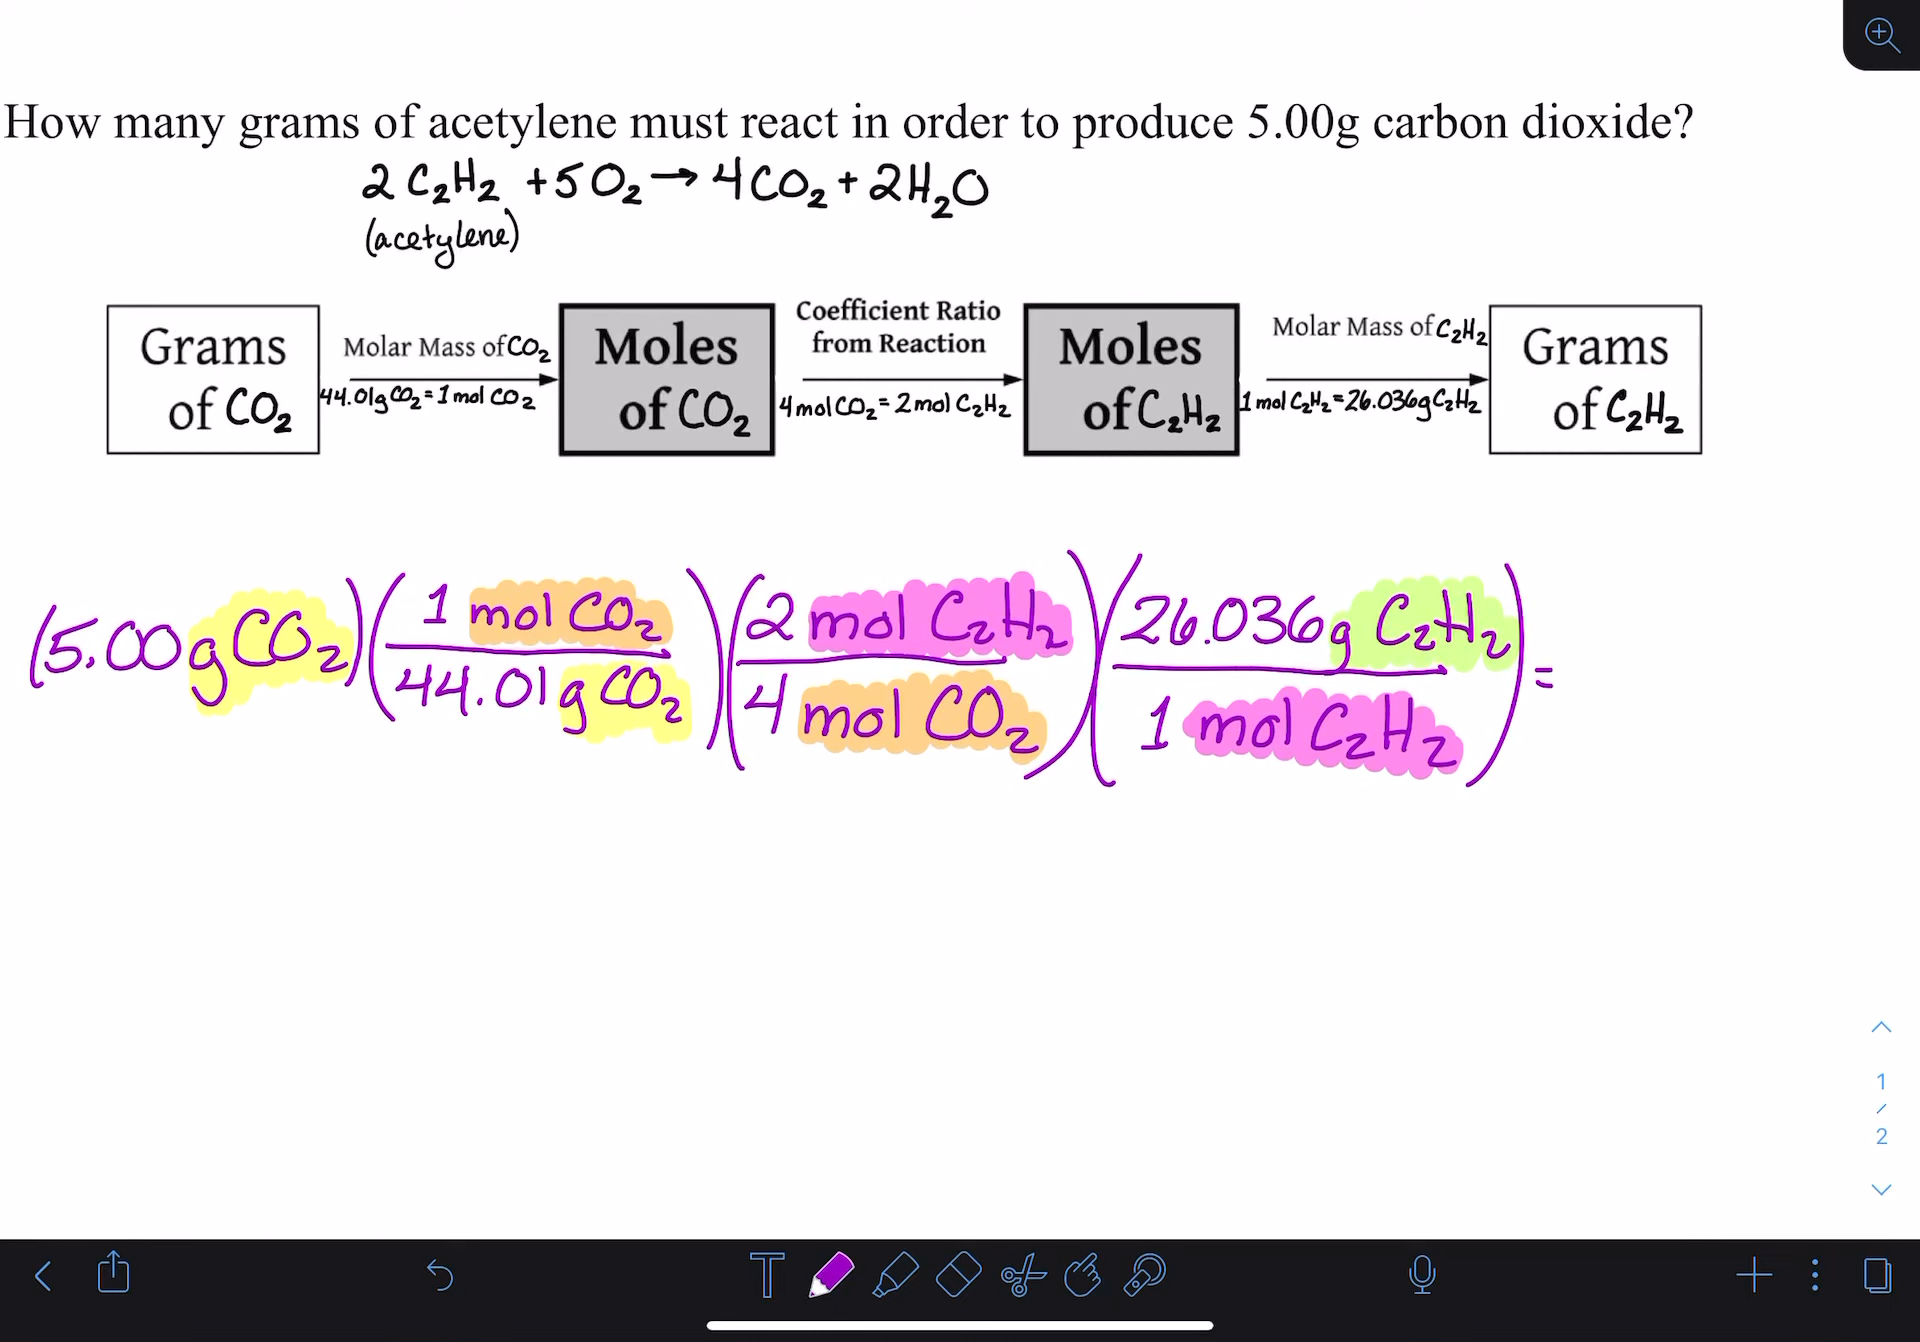 How many grams of acetylene must react in order to produce 5.00g carbon dioxide?
2 C₂H₂ + 5 O₂ → 4 CO₂ + 2H₂O
(acetylene)
Grams of CO₂
Molar Mass of CO₂
44.01g CO₂ = 1 mol CO₂
Moles of CO₂
Coefficient Ratio from Reaction
4 mol CO₂ = 2 mol C₂H₂
Moles of C₂H₂
Molar Mass of C₂H₂
1 mol C₂H₂ = 26.036g C₂H₂
Grams of C₂H₂
(5.00g CO₂)(1 mol CO₂ / 44.01g CO₂)(2 mol C₂H₂ / 4 mol CO₂)(26.036g C₂H₂ / 1 mol C₂H₂) =
1
/
2
T